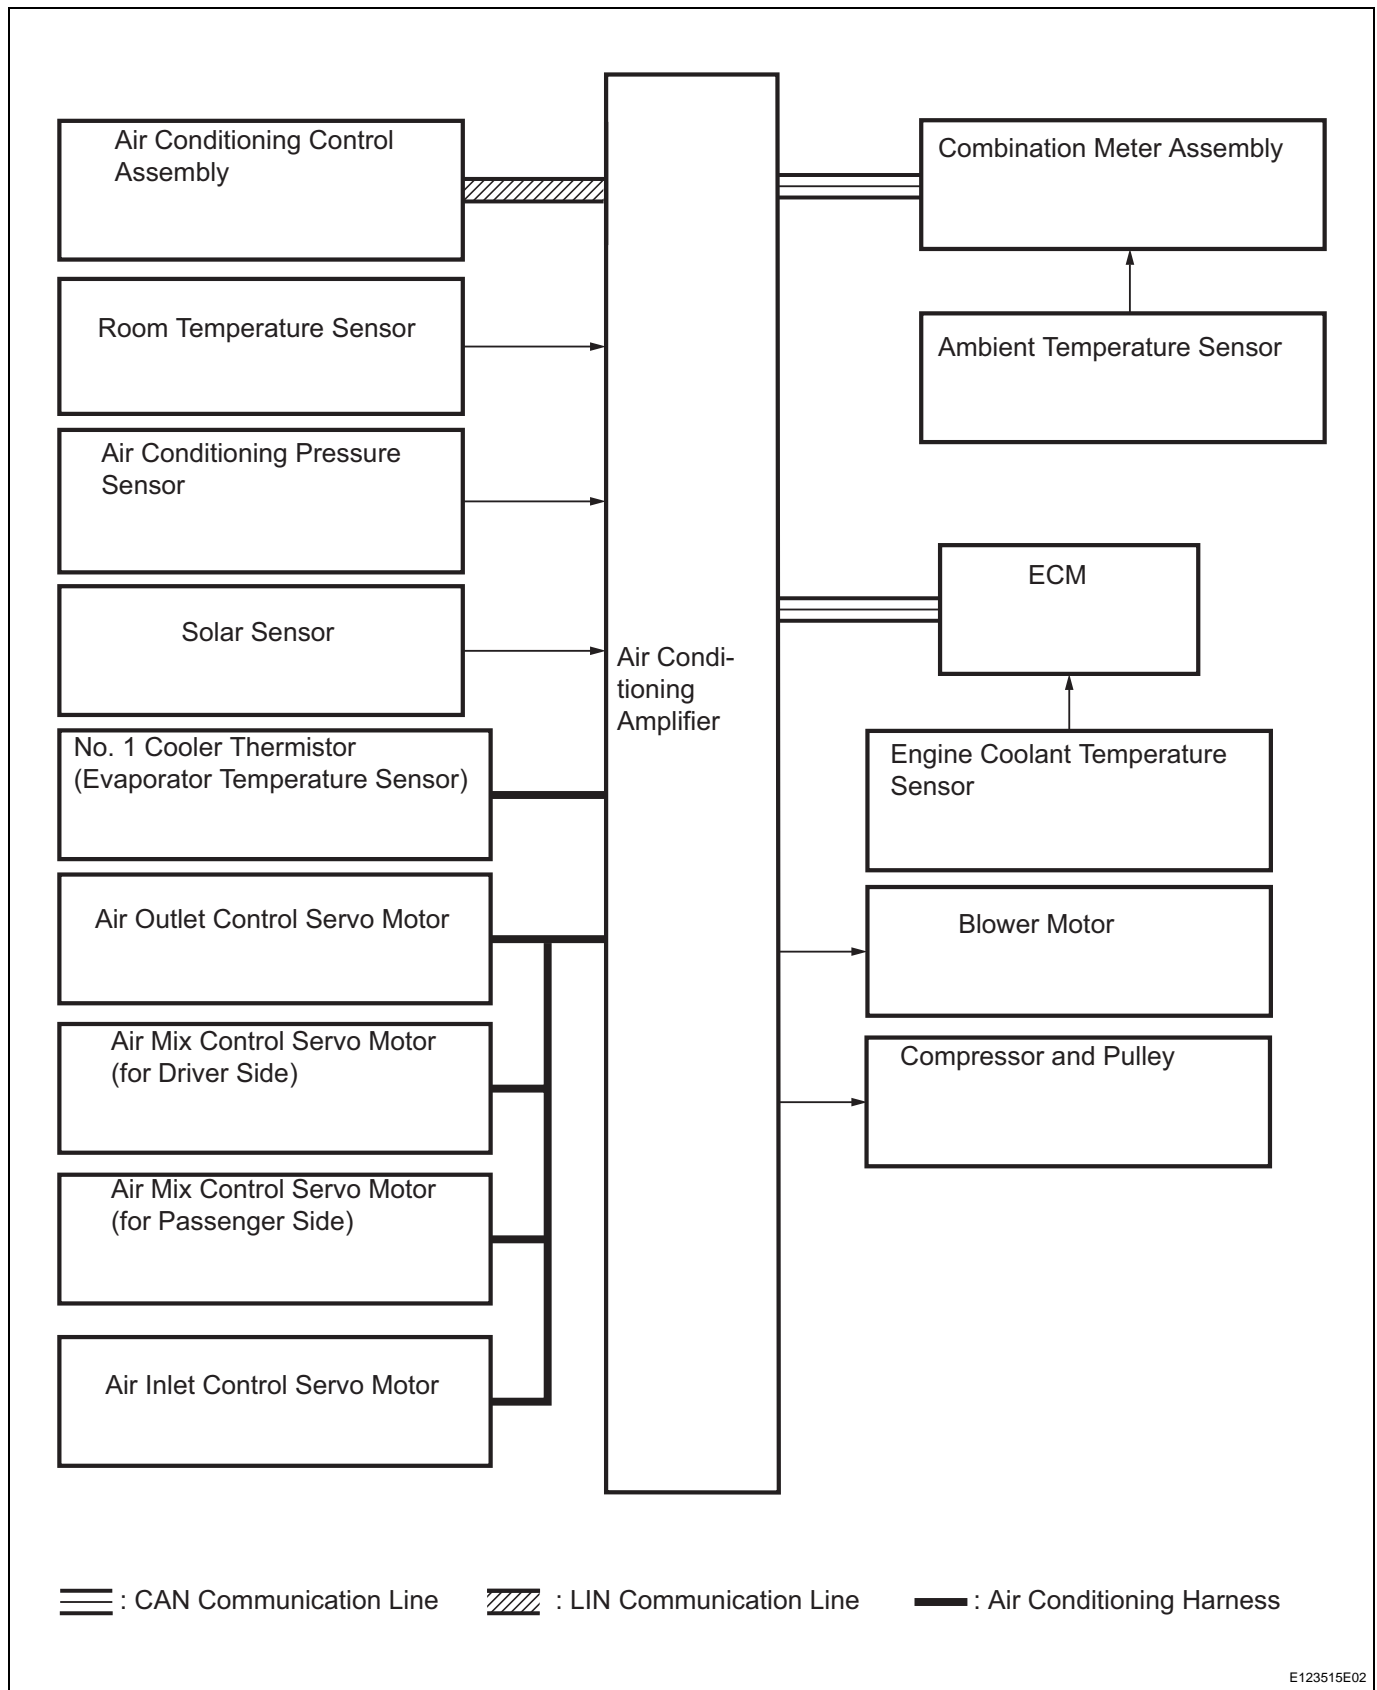 Air Conditioning Control
Assembly
Room Temperature Sensor
Air Conditioning Pressure
Sensor
Solar Sensor
No. 1 Cooler Thermistor
(Evaporator Temperature Sensor)
Air Outlet Control Servo Motor
Air Mix Control Servo Motor
(for Driver Side)
Air Mix Control Servo Motor
(for Passenger Side)
Air Inlet Control Servo Motor
Air Condi-
tioning
Amplifier
Combination Meter Assembly
Ambient Temperature Sensor
ECM
Engine Coolant Temperature
Sensor
Blower Motor
Compressor and Pulley
: CAN Communication Line
: LIN Communication Line
: Air Conditioning Harness
E123515E02